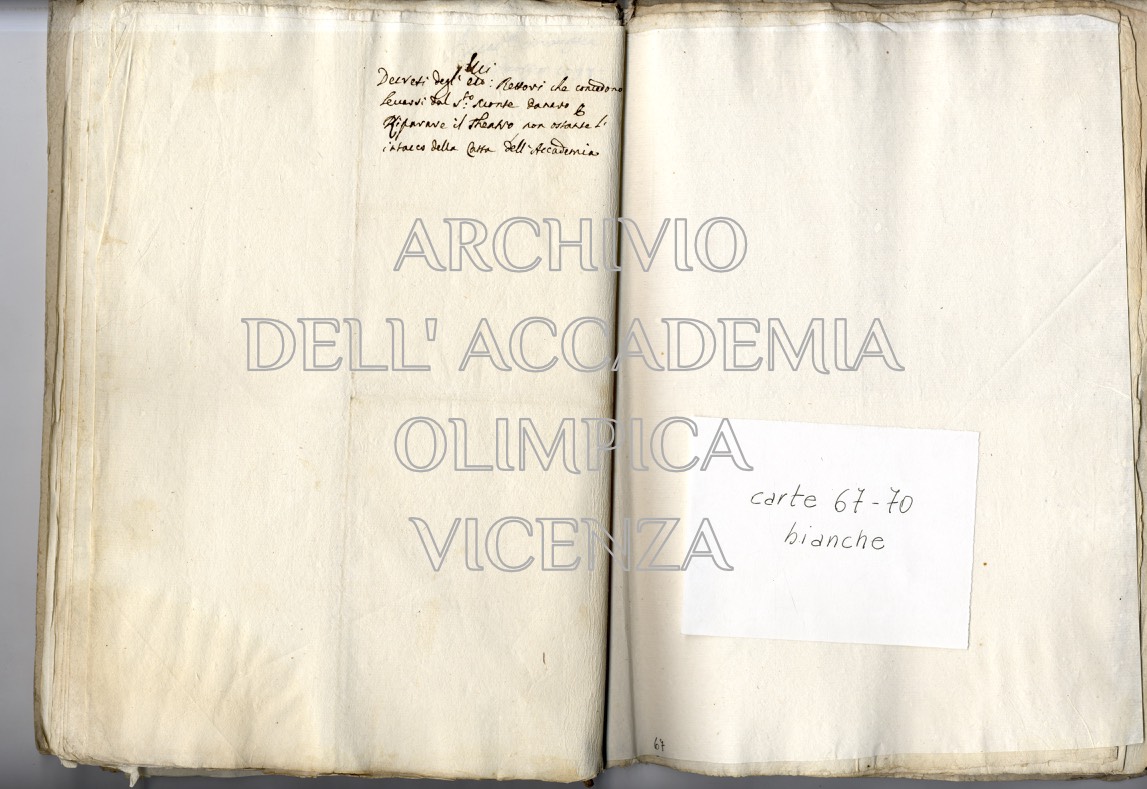 Decreti degl' Ecc:mi Rettori che concedono
levarsi dal S.to Monte danaro p
Riparare il Theatro non ostante l'
intacco della Cassa dell'Accademia
ARCHIVIO
DELL' ACCADEMIA
OLIMPICA
VICENZA
carte 67-70
bianche
67